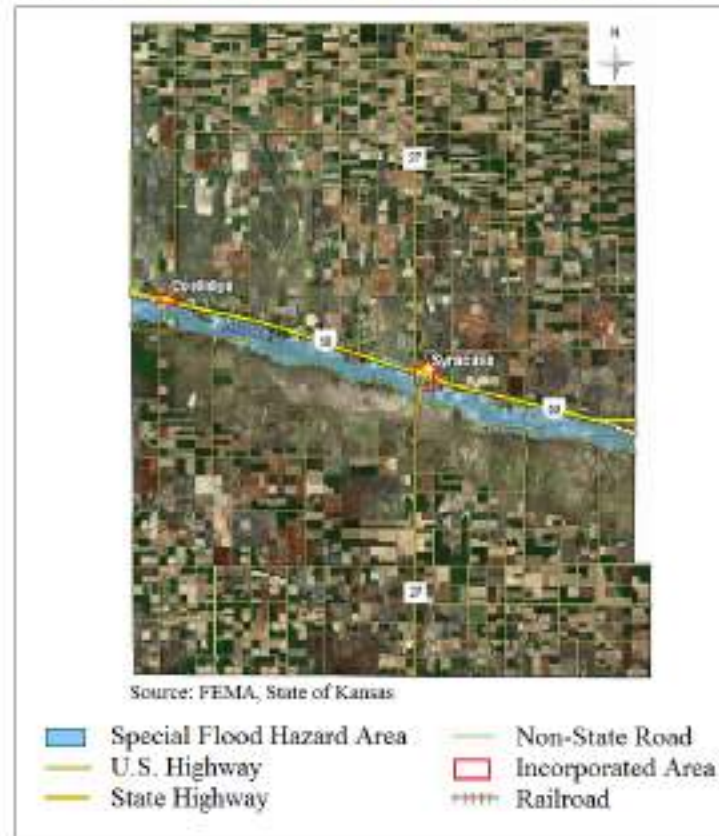 N
27
Coolidge
50
Syracuse
50
27
Source: FEMA, State of Kansas
Special Flood Hazard Area
U.S. Highway
State Highway
Non-State Road
Incorporated Area
Railroad